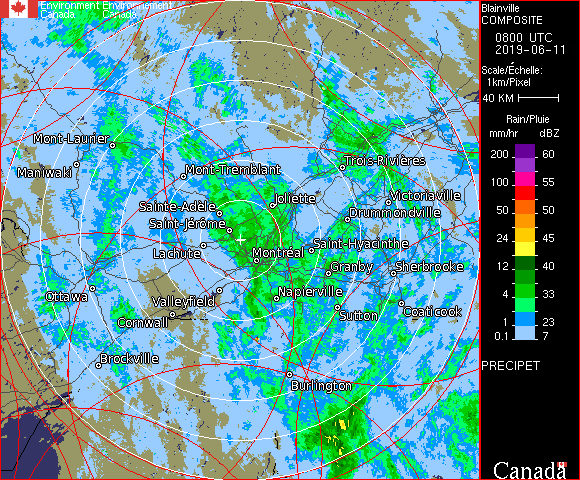 Environment Environnement
Canada Canada
Mont-Laurier
Maniwaki
Mont-Tremblant
Trois-Rivières
Sainte-Adèle
Joliette
Victoriaville
Saint-Jérôme
Drummondville
Lachute
Montréal
Saint-Hyacinthe
Granby
Sherbrooke
Ottawa
Valleyfield
Napierville
Cornwall
Sutton
Coaticook
Brockville
Burlington
Blainville
COMPOSITE
0800 UTC
2019-06-11
Scale/Échelle:
1km/Pixel
40 KM
Rain/Pluie
mm/hr dBZ
200 60
100 55
50 50
24 45
12 40
4 33
1 23
0.1 7
PRECIPET
Canada